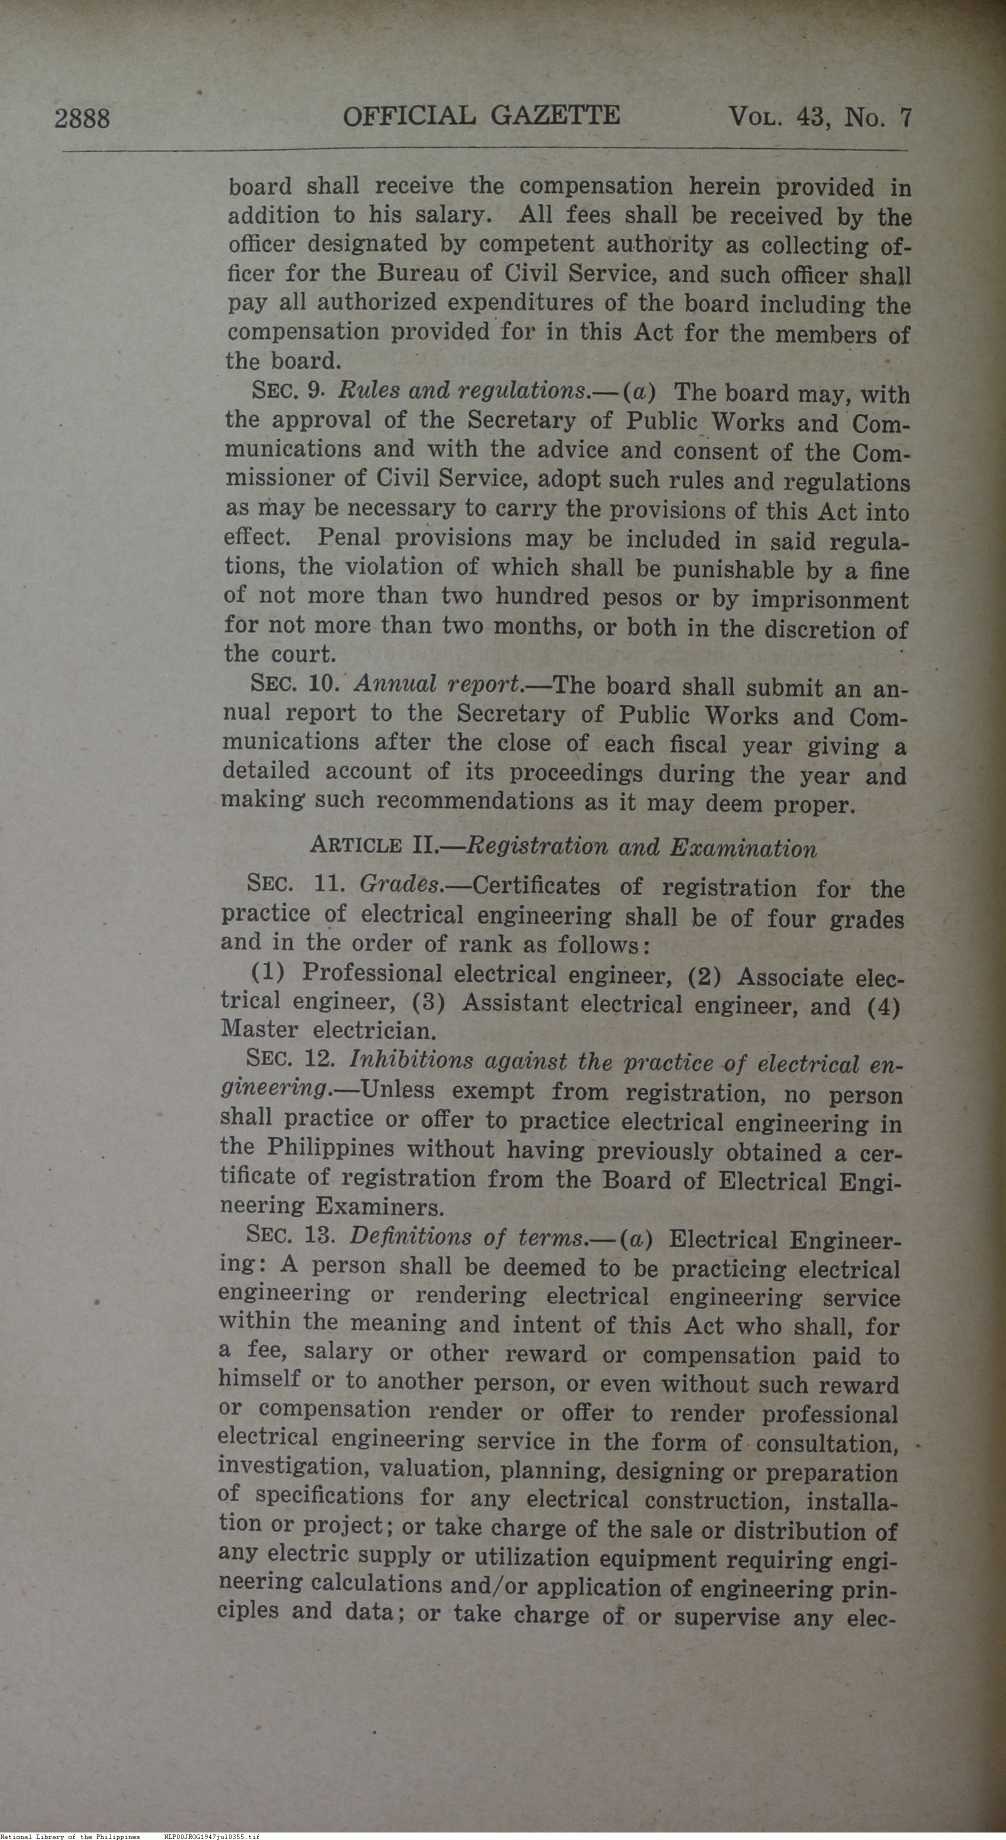 2888 OFFICIAL GAZETTE VOL. 43, No. 7
board shall receive the compensation herein provided in
addition to his salary. All fees shall be received by the
officer designated by competent authority as collecting of-
ficer for the Bureau of Civil Service, and such officer shall
pay all authorized expenditures of the board including the
compensation provided for in this Act for the members of
the board.
SEC. 9. Rules and regulations.—(a) The board may, with
the approval of the Secretary of Public Works and Com-
munications and with the advice and consent of the Com-
missioner of Civil Service, adopt such rules and regulations
as may be necessary to carry the provisions of this Act into
effect. Penal provisions may be included in said regula-
tions, the violation of which shall be punishable by a fine
of not more than two hundred pesos or by imprisonment
for not more than two months, or both in the discretion of
the court.
SEC. 10. Annual report.—The board shall submit an an-
nual report to the Secretary of Public Works and Com-
munications after the close of each fiscal year giving a
detailed account of its proceedings during the year and
making such recommendations as it may deem proper.
ARTICLE II.—Registration and Examination
SEC. 11. Grades.—Certificates of registration for the
practice of electrical engineering shall be of four grades
and in the order of rank as follows:
(1) Professional electrical engineer, (2) Associate elec-
trical engineer, (3) Assistant electrical engineer, and (4)
Master electrician.
SEC. 12. Inhibitions against the practice of electrical en-
gineering.—Unless exempt from registration, no person
shall practice or offer to practice electrical engineering in
the Philippines without having previously obtained a cer-
tificate of registration from the Board of Electrical Engi-
neering Examiners.
SEC. 13. Definitions of terms.—(a) Electrical Engineer-
ing: A person shall be deemed to be practicing electrical
engineering or rendering electrical engineering service
within the meaning and intent of this Act who shall, for
a fee, salary or other reward or compensation paid to
himself or to another person, or even without such reward
or compensation render or offer to render professional
electrical engineering service in the form of consultation,
investigation, valuation, planning, designing or preparation
of specifications for any electrical construction, installa-
tion or project; or take charge of the sale or distribution of
any electric supply or utilization equipment requiring engi-
neering calculations and/or application of engineering prin-
ciples and data; or take charge of or supervise any elec-
National Library of the Philippines NLP00JROG1947jul0355.tif